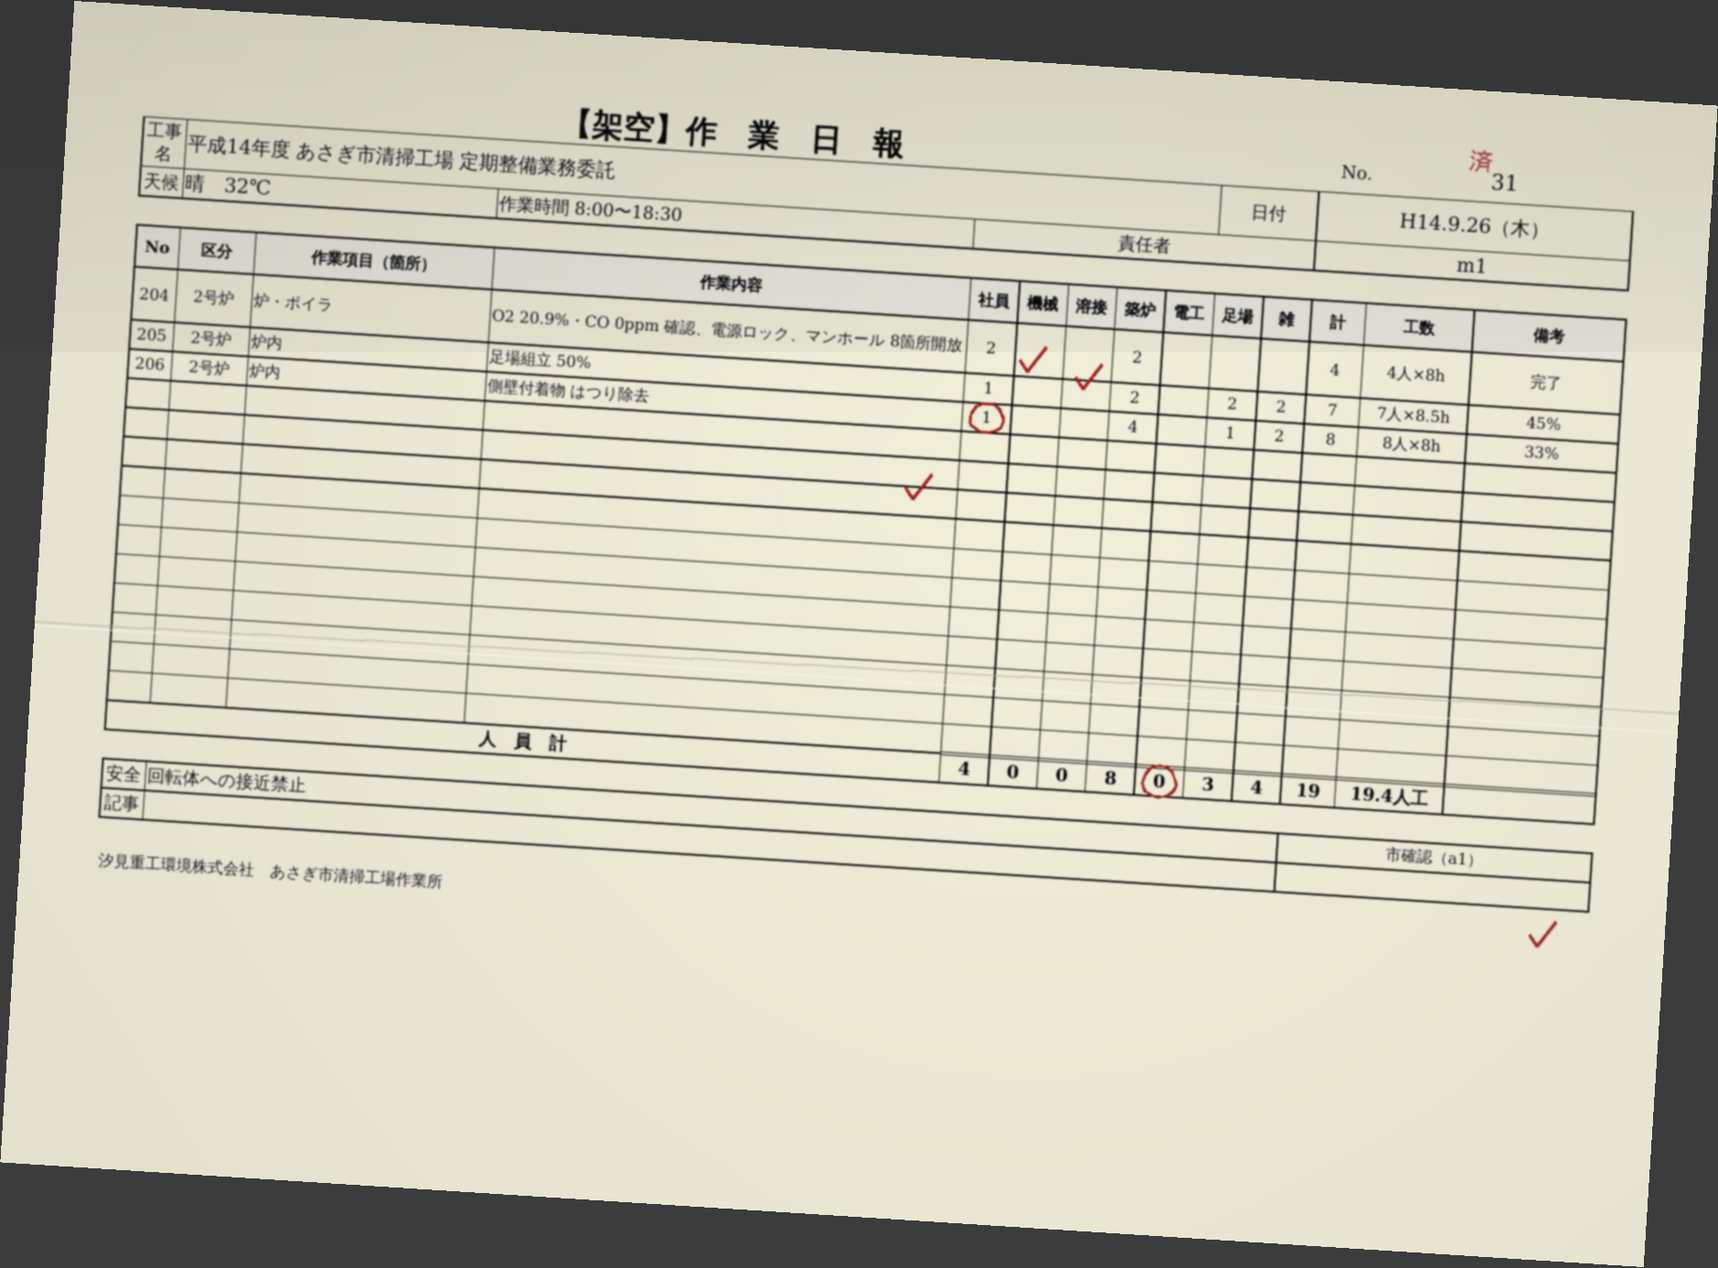 【架空】作 業 日 報
No. 31
済
工事名 平成14年度 あさぎ市清掃工場 定期整備業務委託 日付 H14.9.26（木）
天候 晴 32℃ 作業時間 8:00〜18:30 責任者 m1
No 区分 作業項目（箇所） 作業内容 社員 機械 溶接 築炉 電工 足場 雑 計 工数 備考
204 2号炉 炉・ボイラ O2 20.9%・CO 0ppm 確認、電源ロック、マンホール 8箇所開放 2 2 4 4人×8h 完了
205 2号炉 炉内 足場組立 50% 1 2 2 2 7 7人×8.5h 45%
206 2号炉 炉内 側壁付着物 はつり除去 1 4 1 2 8 8人×8h 33%
人 員 計 4 0 0 8 0 3 4 19 19.4人工
安全 回転体への接近禁止 市確認（a1）
記事
汐見重工環境株式会社 あさぎ市清掃工場作業所